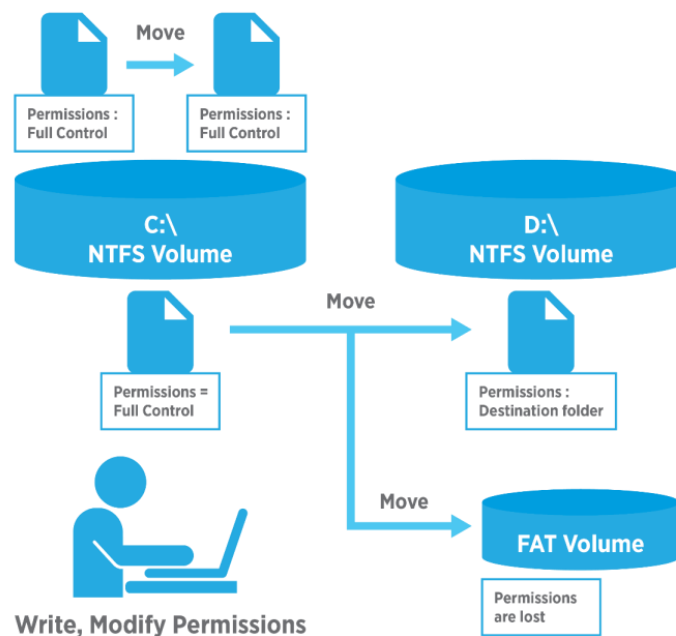 Move
Permissions :
Full Control
Permissions :
Full Control
C:\
NTFS Volume
D:\
NTFS Volume
Move
Permissions =
Full Control
Permissions :
Destination folder
Move
FAT Volume
Permissions
are lost
Write, Modify Permissions